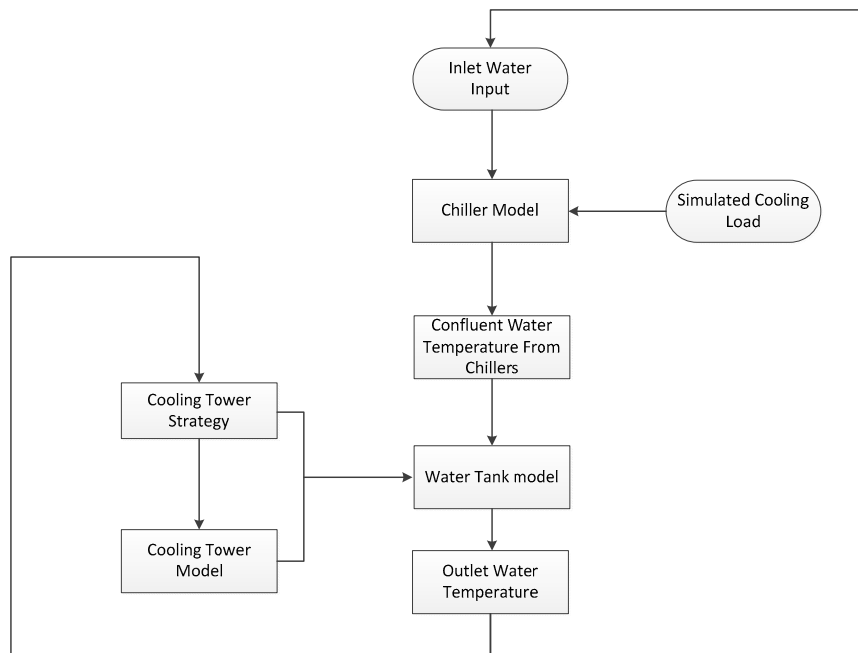 Inlet Water
Input
Chiller Model
Simulated Cooling
Load
Confluent Water
Temperature From
Chillers
Cooling Tower
Strategy
Water Tank model
Cooling Tower
Model
Outlet Water
Temperature